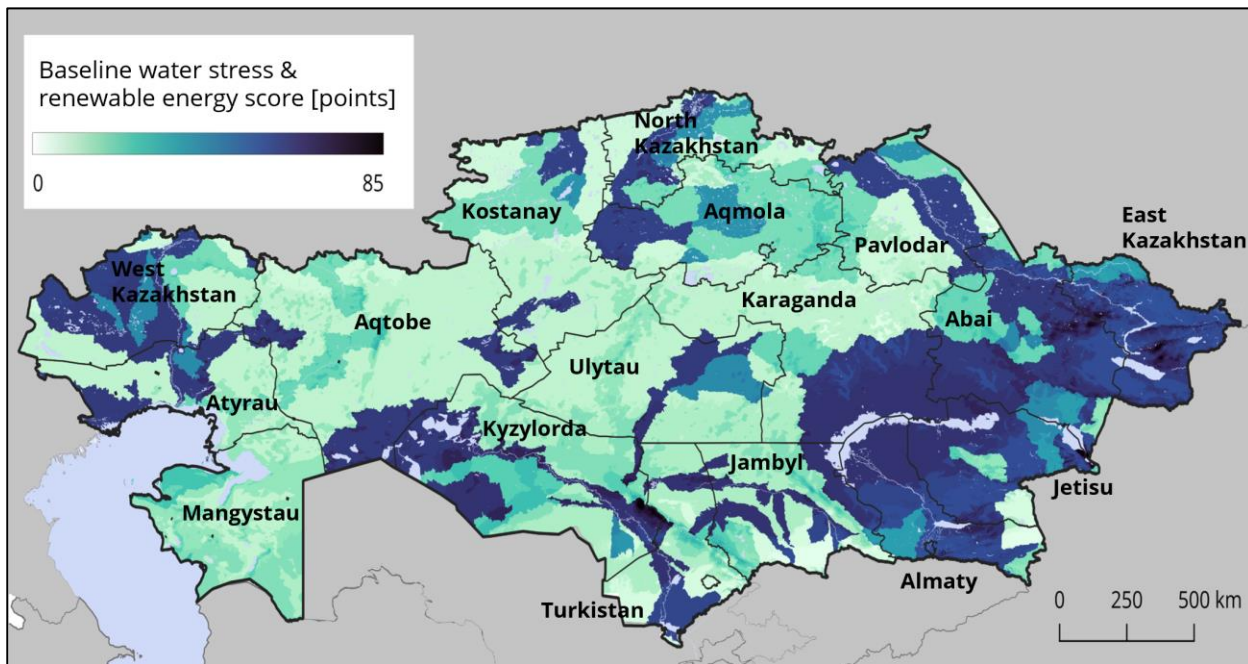 Baseline water stress &
renewable energy score [points]
0
85
North
Kazakhstan
Kostanay
Aqmola
East
Kazakhstan
Pavlodar
West
Kazakhstan
Karaganda
Abai
Aqtobe
Ulytau
Atyrau
Kyzylorda
Jambyl
Jetisu
Mangystau
Almaty
Turkistan
0
250
500 km